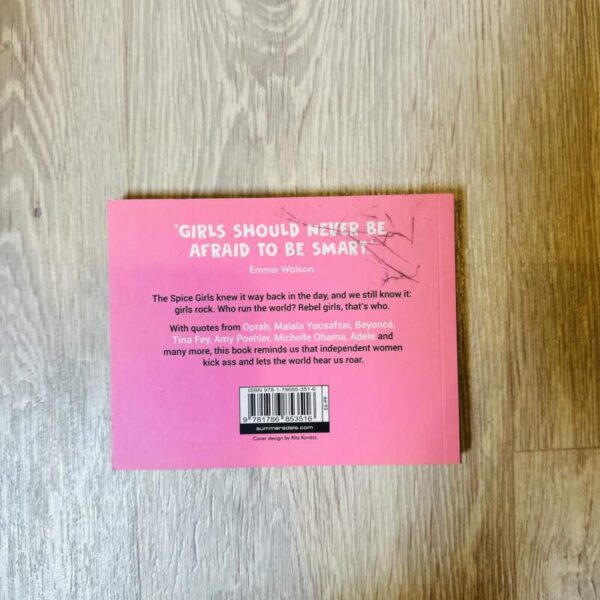 'GIRLS SHOULD NEVER BE
AFRAID TO BE SMART.'
Emma Watson
The Spice Girls knew it way back in the day, and we still know it:
girls rock. Who run the world? Rebel girls, that's who.
With quotes from Oprah, Malala Yousafzai, Beyoncé,
Tina Fey, Amy Poehler, Michelle Obama, Adele and
many more, this book reminds us that independent women
kick ass and lets the world hear us roar.
ISBN 978-1-78685-351-6
9 781786 853516
summersdale.com
Cover design by Rita Kovács